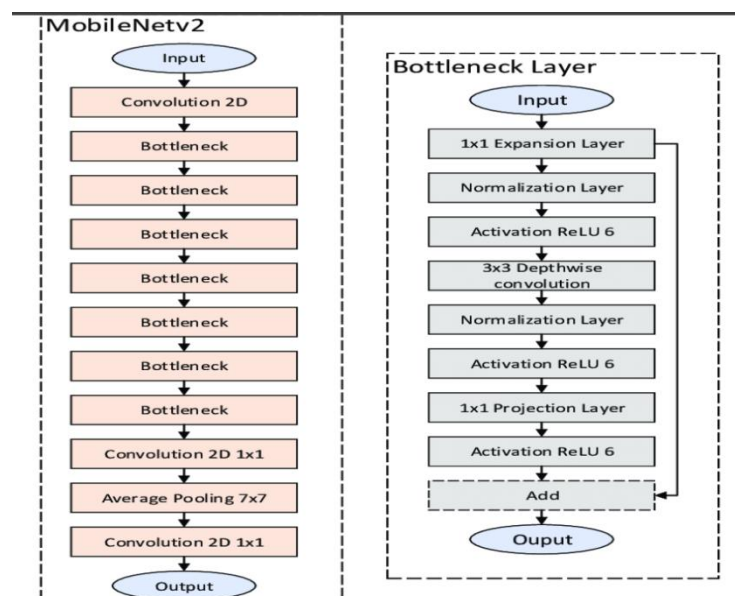 MobileNetv2
Input
Convolution 2D
Bottleneck
Bottleneck
Bottleneck
Bottleneck
Bottleneck
Bottleneck
Bottleneck
Convolution 2D 1x1
Average Pooling 7x7
Convolution 2D 1x1
Output
Bottleneck Layer
Input
1x1 Expansion Layer
Normalization Layer
Activation ReLU 6
3x3 Depthwise
convolution
Normalization Layer
Activation ReLU 6
1x1 Projection Layer
Activation ReLU 6
Add
Ouput